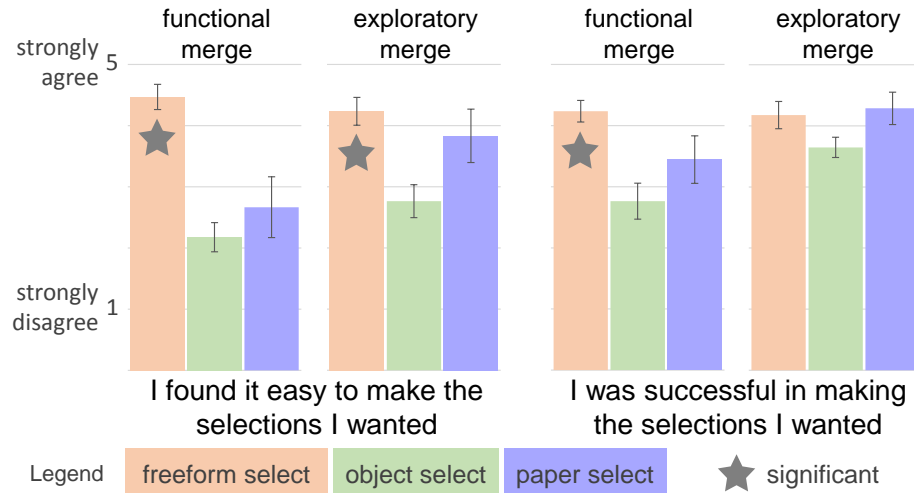 functional merge
exploratory merge
functional merge
exploratory merge
strongly agree
5
strongly disagree
1
I found it easy to make the
selections I wanted
I was successful in making
the selections I wanted
Legend
freeform select
object select
paper select
significant